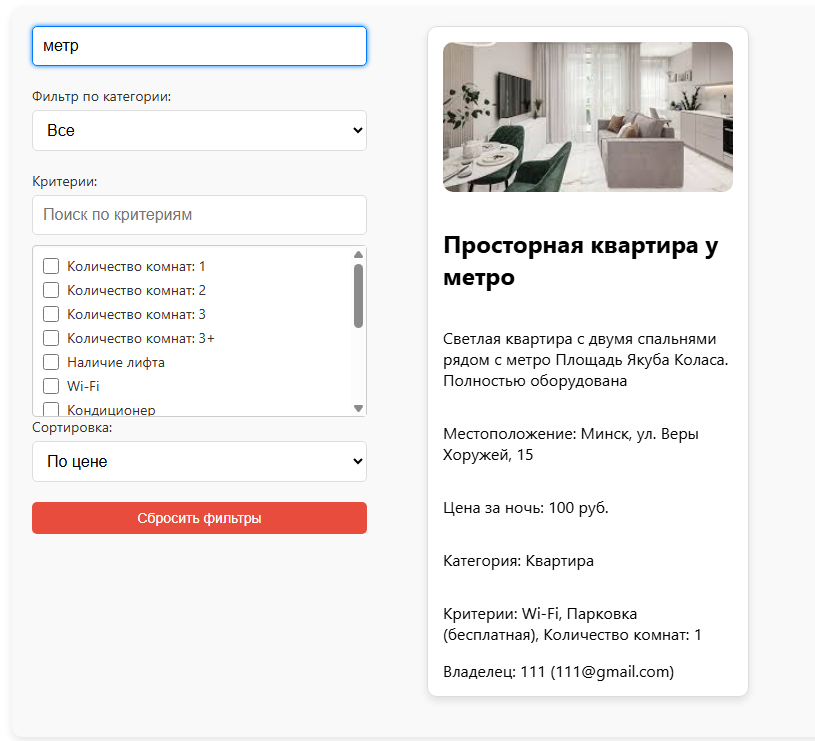 метр
Фильтр по категории:
Все
Критерии:
Поиск по критериям
Количество комнат: 1
Количество комнат: 2
Количество комнат: 3
Количество комнат: 3+
Наличие лифта
Wi-Fi
Кондиционер
Сортировка:
По цене
Сбросить фильтры
Просторная квартира у
метро
Светлая квартира с двумя спальнями
рядом с метро Площадь Якуба Коласа.
Полностью оборудована
Местоположение: Минск, ул. Веры
Хоружей, 15
Цена за ночь: 100 руб.
Категория: Квартира
Критерии: Wi-Fi, Парковка
(бесплатная), Количество комнат: 1
Владелец: 111 (111@gmail.com)